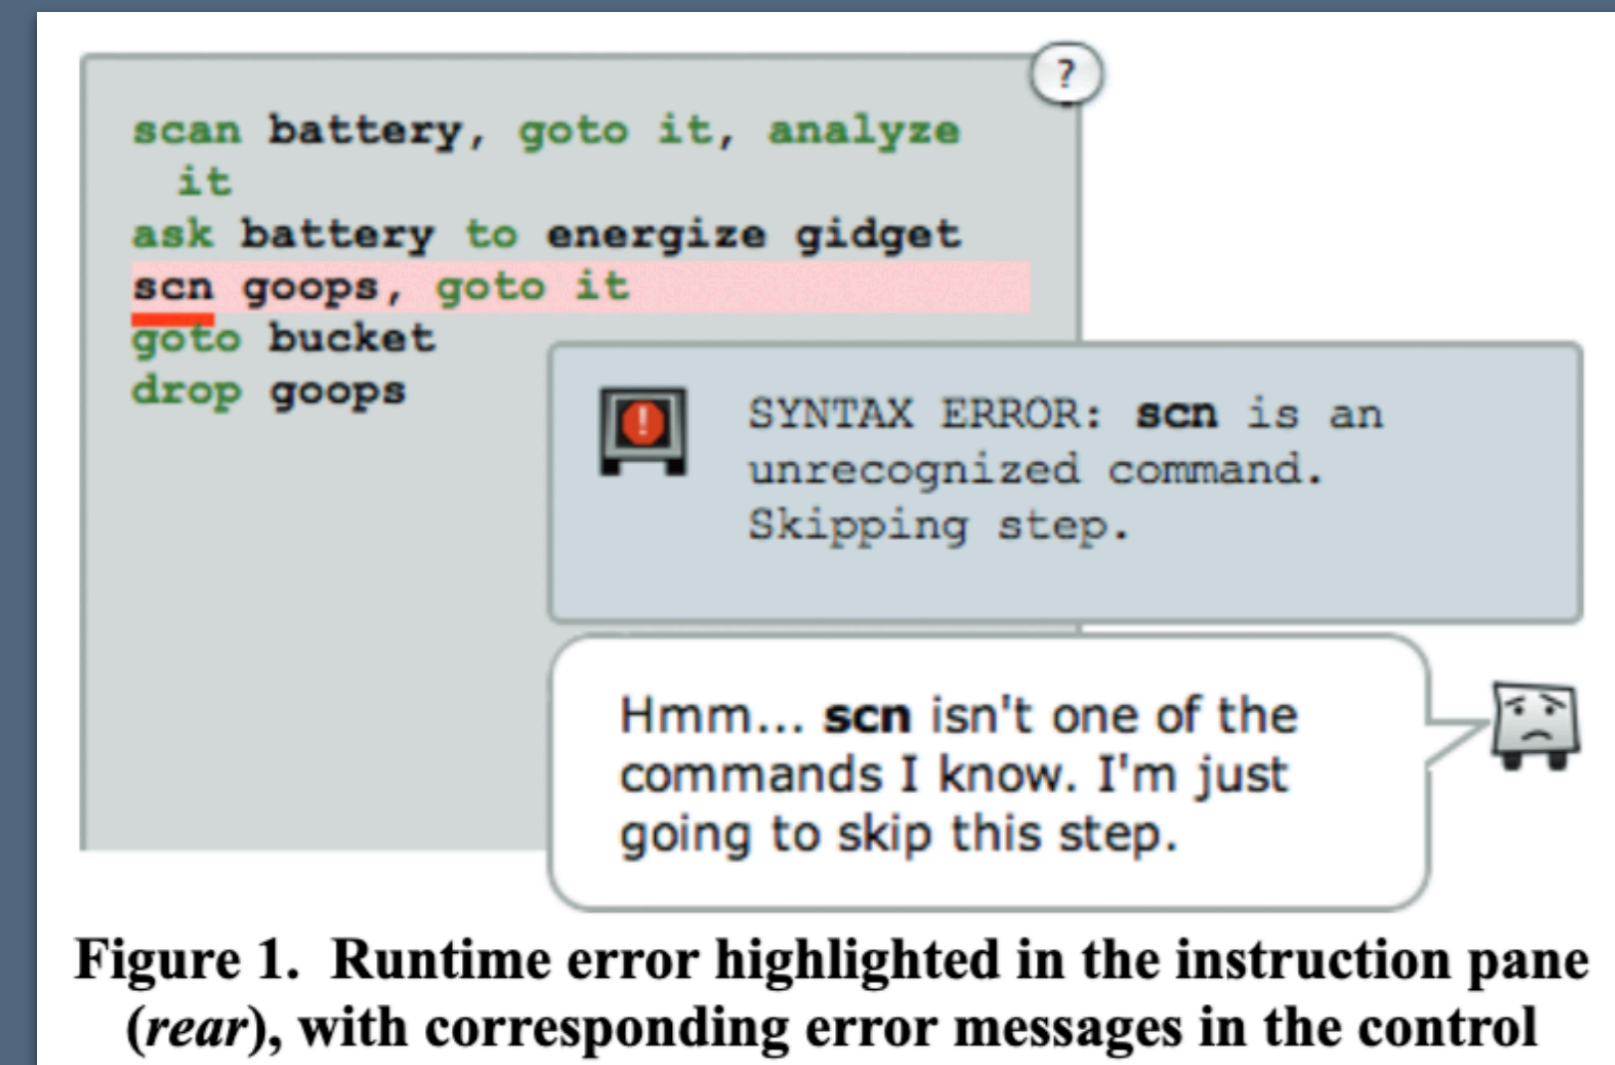 ?
scan battery, goto it, analyze
it
ask battery to energize gidget
scn goops, goto it
goto bucket
drop goops
!
SYNTAX ERROR: scn is an
unrecognized command.
Skipping step.
Hmm... scn isn't one of the
commands I know. I'm just
going to skip this step.
Figure 1. Runtime error highlighted in the instruction pane
(rear), with corresponding error messages in the control